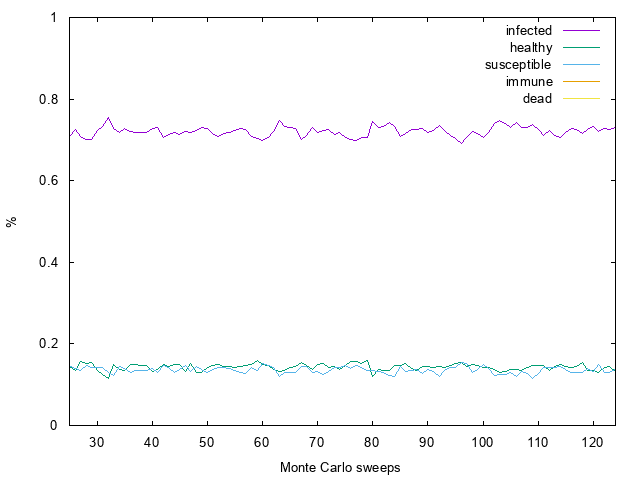 1
infected
healthy
susceptible
immune
dead
0.8
0.6
%
0.4
0.2
0
30 40 50 60 70 80 90 100 110 120
Monte Carlo sweeps